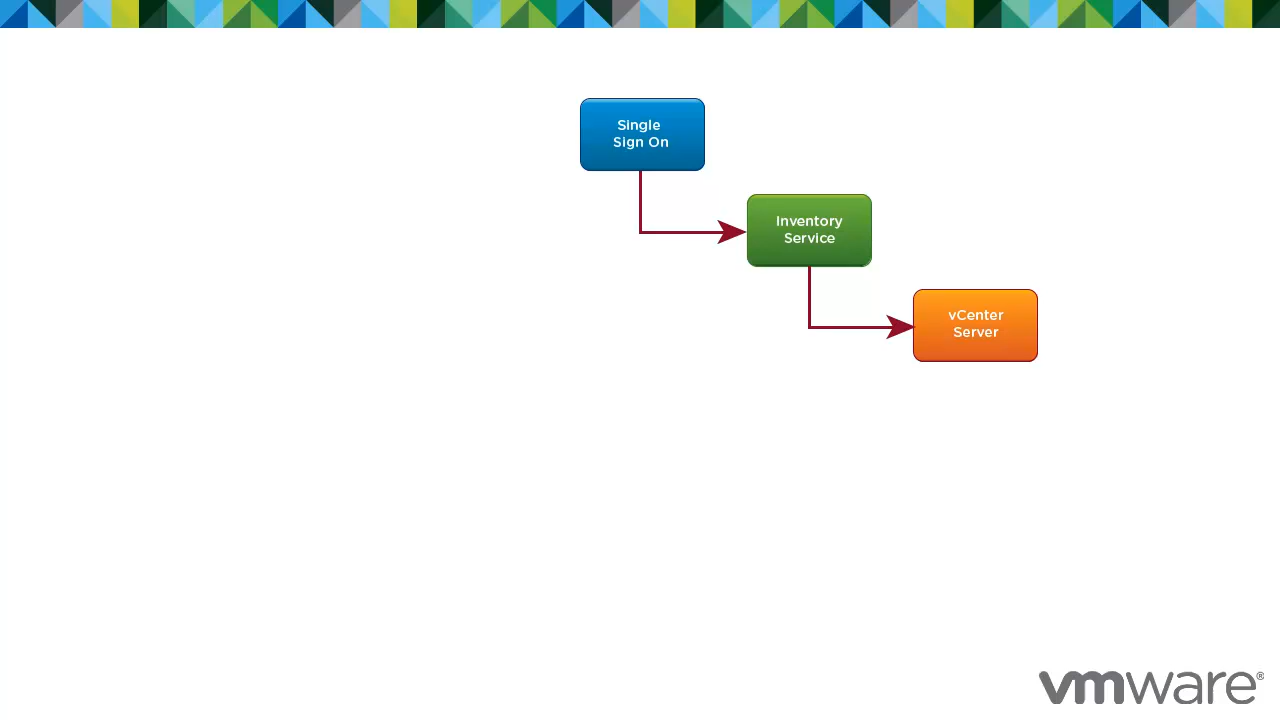 Single
Sign On
Inventory
Service
vCenter
Server
vmware®